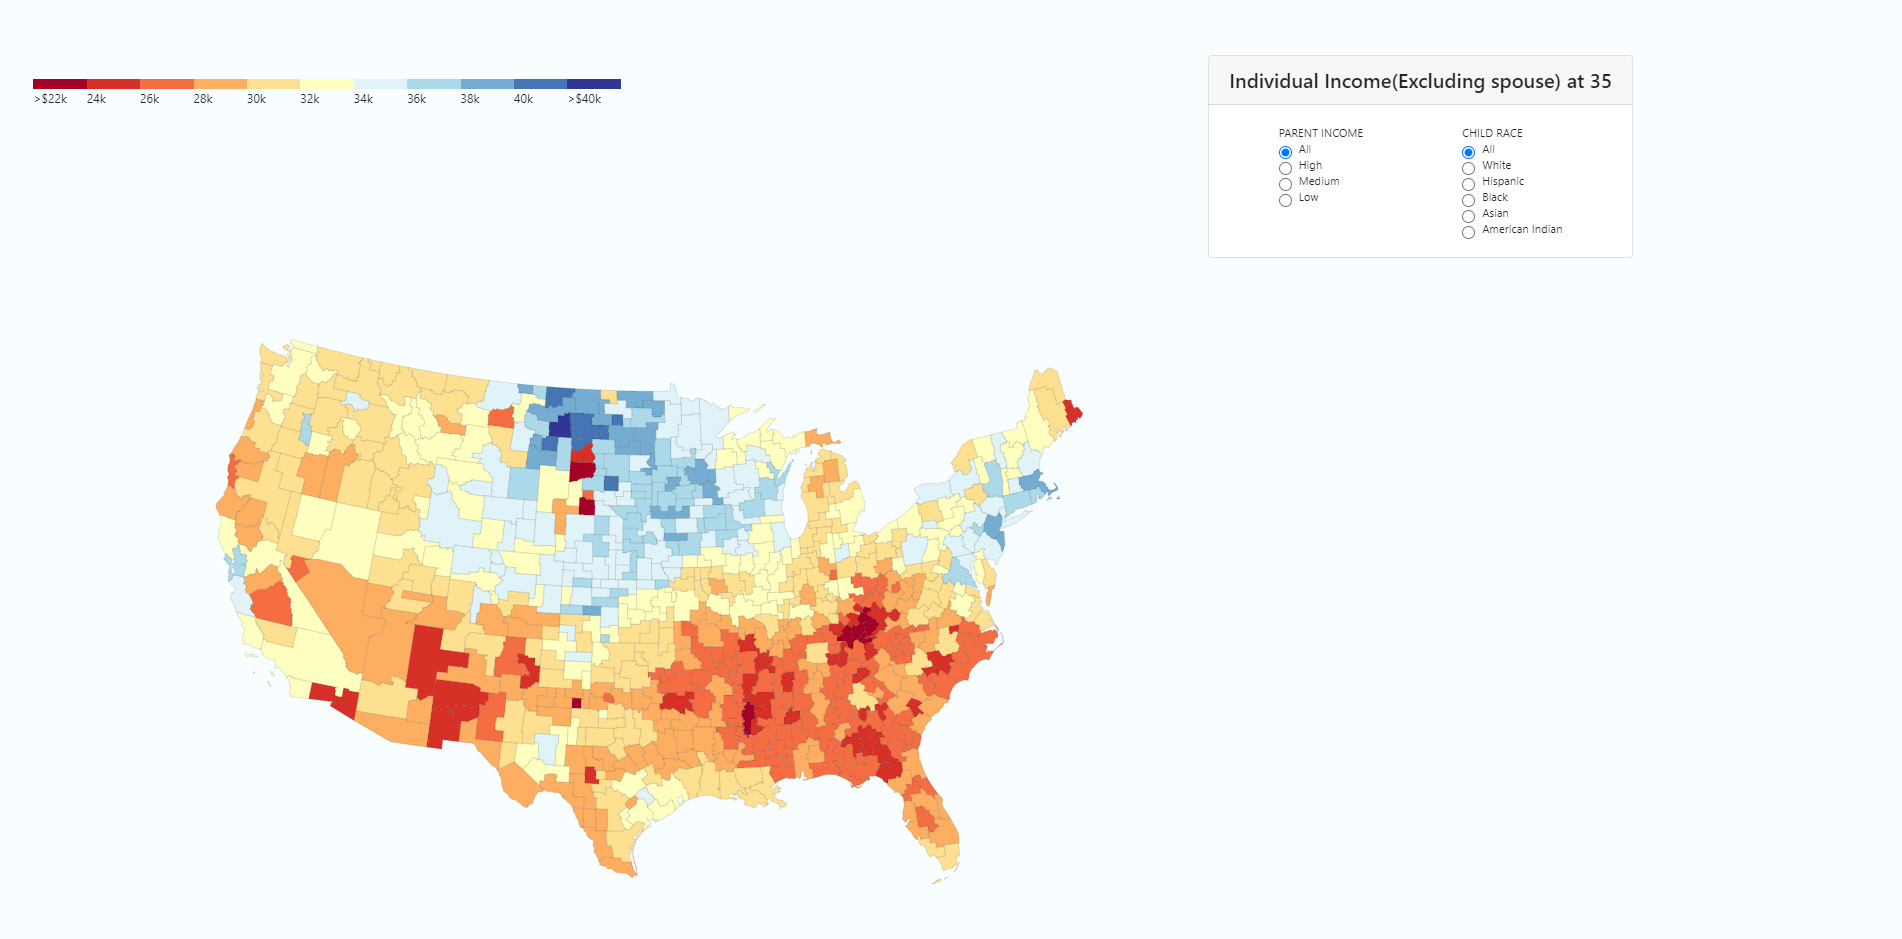 Individual Income(Excluding spouse) at 35
>$22k 24k 26k 28k 30k 32k 34k 36k 38k 40k >$40k
PARENT INCOME
All
High
Medium
Low
CHILD RACE
All
White
Hispanic
Black
Asian
American Indian